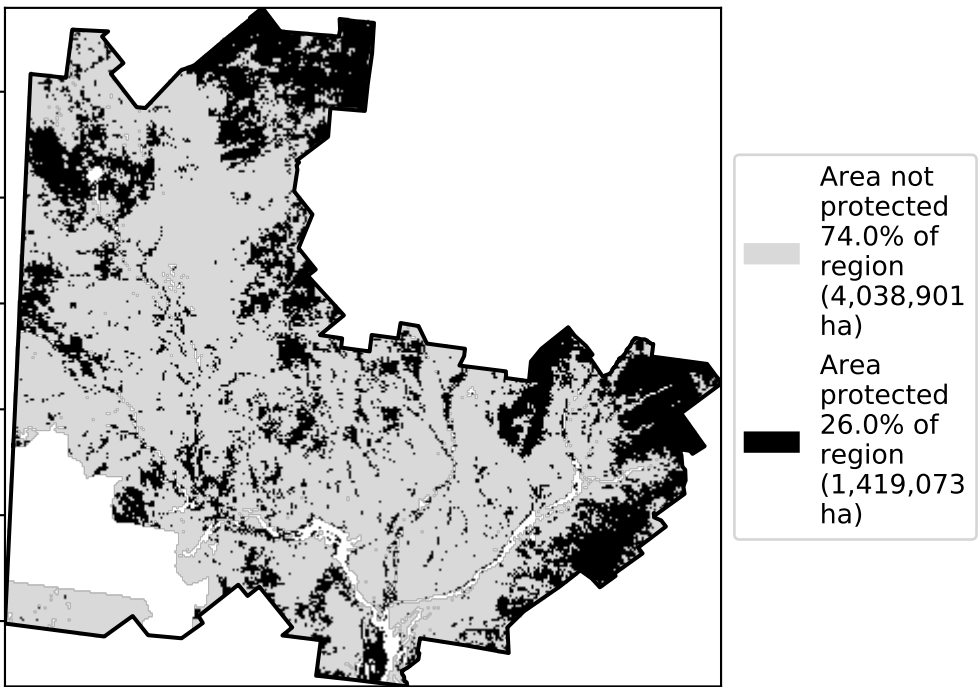 Area not
protected
74.0% of
region
(4,038,901
ha)
Area
protected
26.0% of
region
(1,419,073
ha)